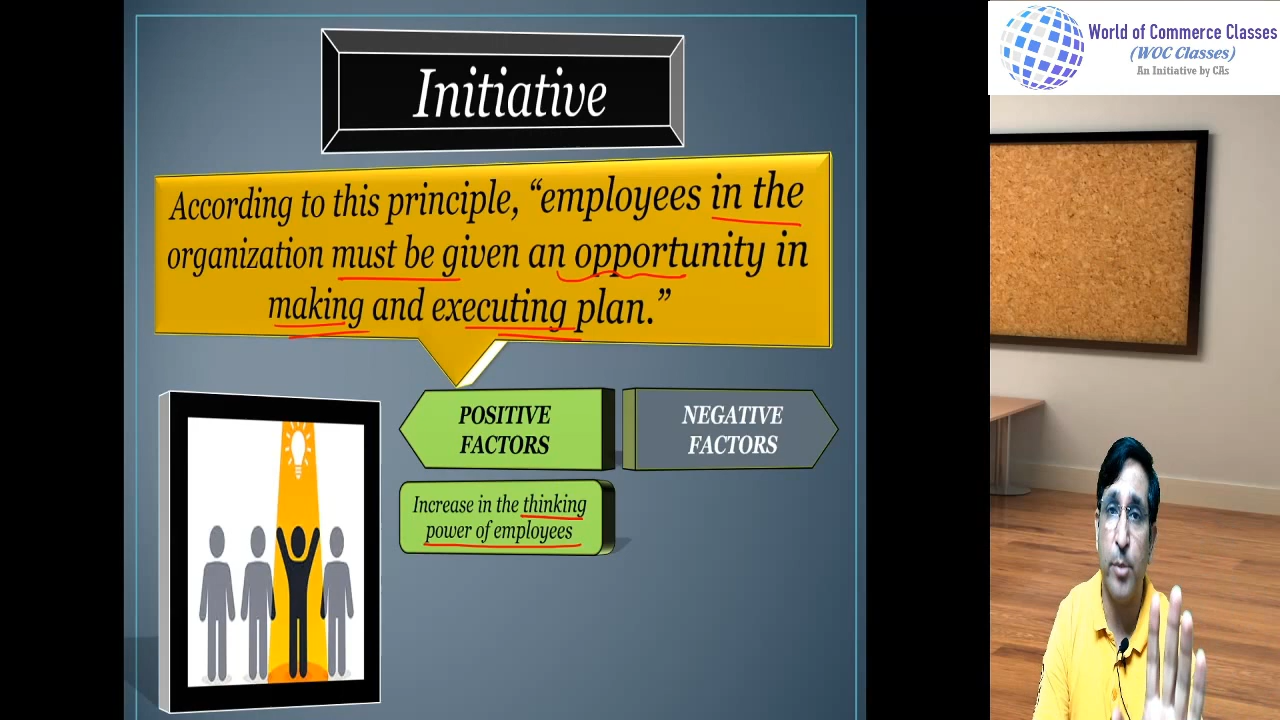 Initiative
According to this principle, “employees in the
organization must be given an opportunity in
making and executing plan.”
POSITIVE
FACTORS
NEGATIVE
FACTORS
Increase in the thinking
power of employees
World of Commerce Classes
(WOC Classes)
An Initiative by CAs